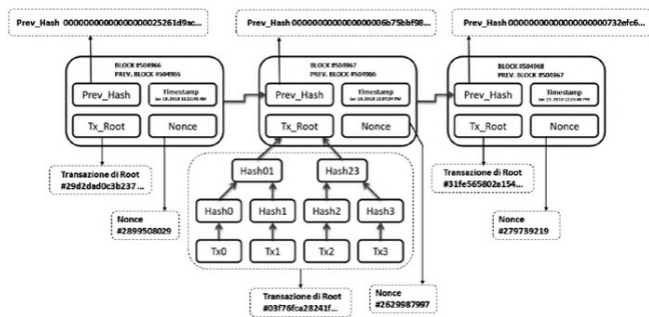 Prev_Hash 00000000000000000025261d9ac...
Prev_Hash 0000000000000000006b75bbf98...
Prev_Hash 00000000000000000000732efc6...
BLOCK #504966
PREV. BLOCK #504965
Prev_Hash
Timestamp
Tx_Root
Nonce
BLOCK #504967
PREV. BLOCK #504966
Prev_Hash
Timestamp
Tx_Root
Nonce
BLOCK #504968
PREV. BLOCK #504967
Prev_Hash
Timestamp
Tx_Root
Nonce
Transazione di Root
#29d2dad0c3b237...
Nonce
#2899508029
Hash01
Hash23
Hash0
Hash1
Hash2
Hash3
Tx0
Tx1
Tx2
Tx3
Transazione di Root
#03f76fca28241f...
Nonce
#2629987997
Transazione di Root
#31fe565802a154...
Nonce
#279739219